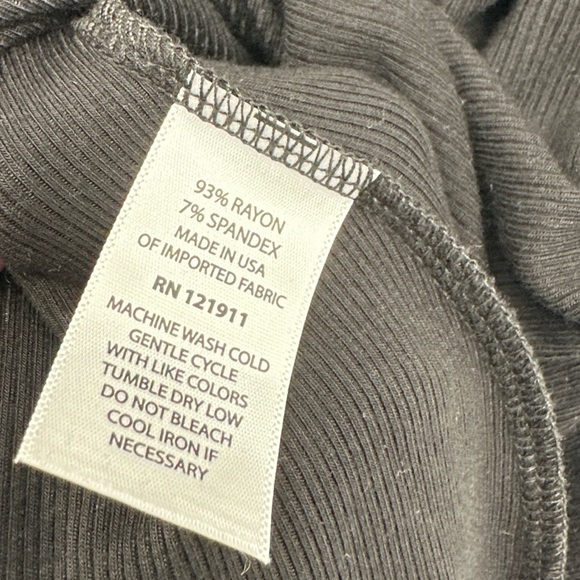 93% RAYON
7% SPANDEX
MADE IN USA
OF IMPORTED FABRIC
RN 121911
MACHINE WASH COLD
GENTLE CYCLE
WITH LIKE COLORS
TUMBLE DRY LOW
DO NOT BLEACH
COOL IRON IF
NECESSARY